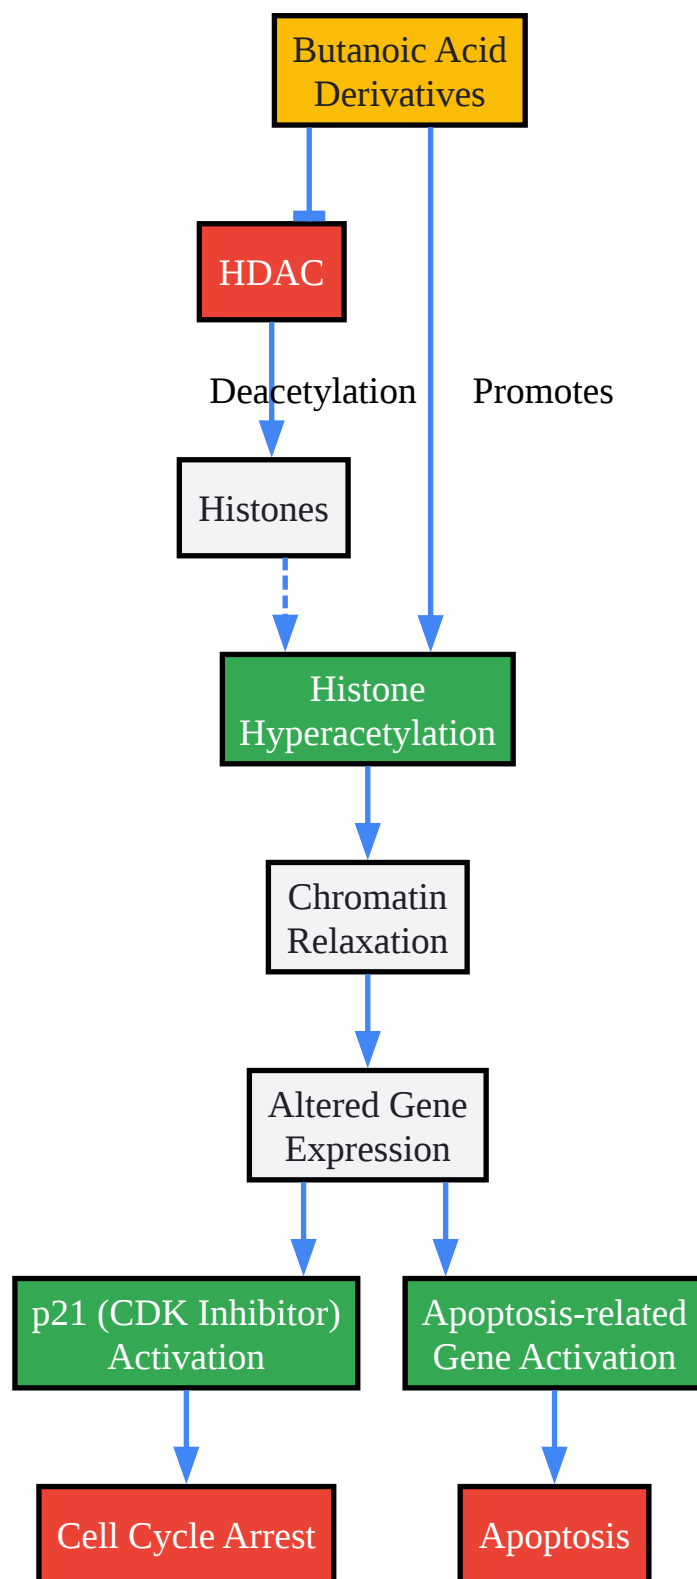 Butanoic Acid
Derivatives
HDAC
Deacetylation
Promotes
Histones
Histone
Hyperacetylation
Chromatin
Relaxation
Altered Gene
Expression
p21 (CDK Inhibitor)
Activation
Apoptosis-related
Gene Activation
Cell Cycle Arrest
Apoptosis